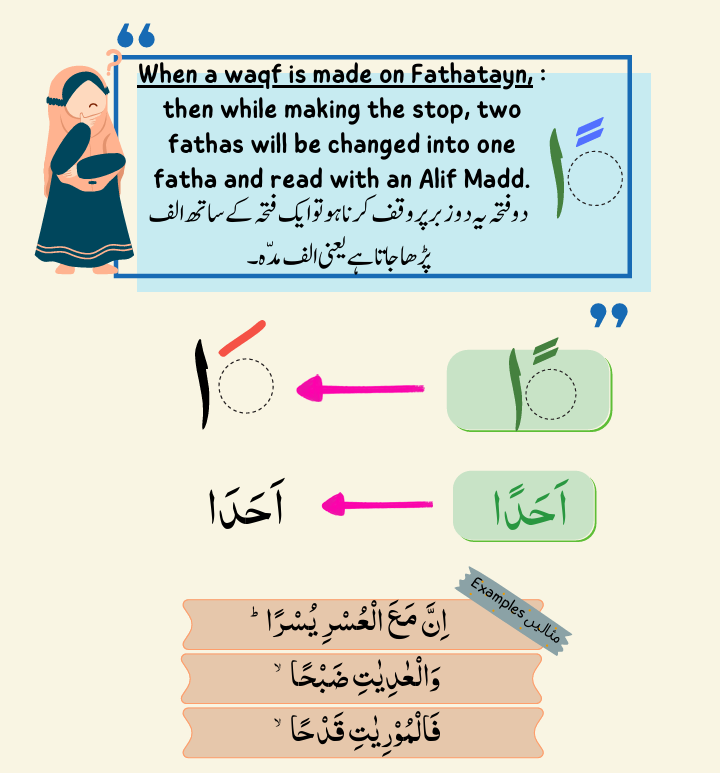 When a waqf is made on Fathatayn, :
then while making the stop, two
fathas will be changed into one
fatha and read with an Alif Madd.
دو فتحہ یہ دو زبر پر وقف کرنا ہو تو ایک فتحہ کے ساتھ الف
پڑھا جاتا ہے یعنی الف مدّہ۔
اَحَدًا
اَحَدَا
Examples مثالیں
اِنَّ مَعَ الْعُسْرِ يُسْرًا ؕ
وَالْعٰدِيٰتِ ضَبْحًا ۙ
فَالْمُوْرِيٰتِ قَدْحًا ۙ